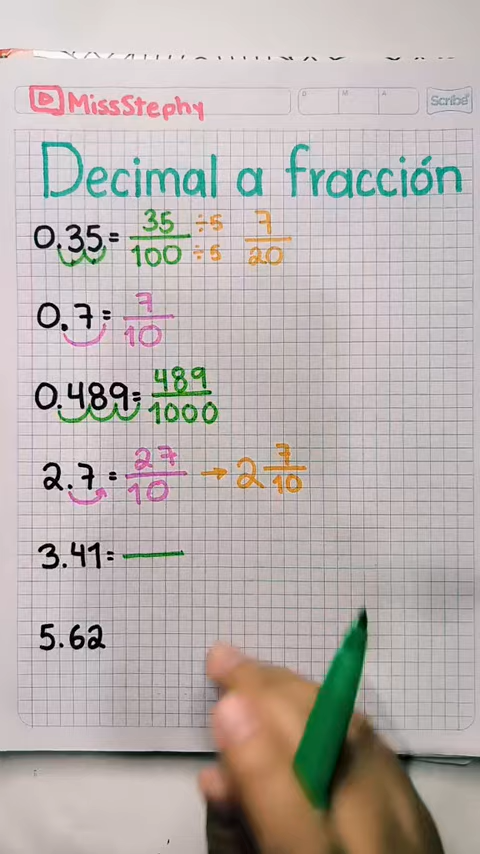 MissStephy
D M A
Scribe
Decimal a fracción
0.35 = 35/100 ÷5 ÷5 7/20
0.7 = 7/10
0.489 = 489/1000
2.7 = 27/10 → 2 7/10
3.41 =
5.62